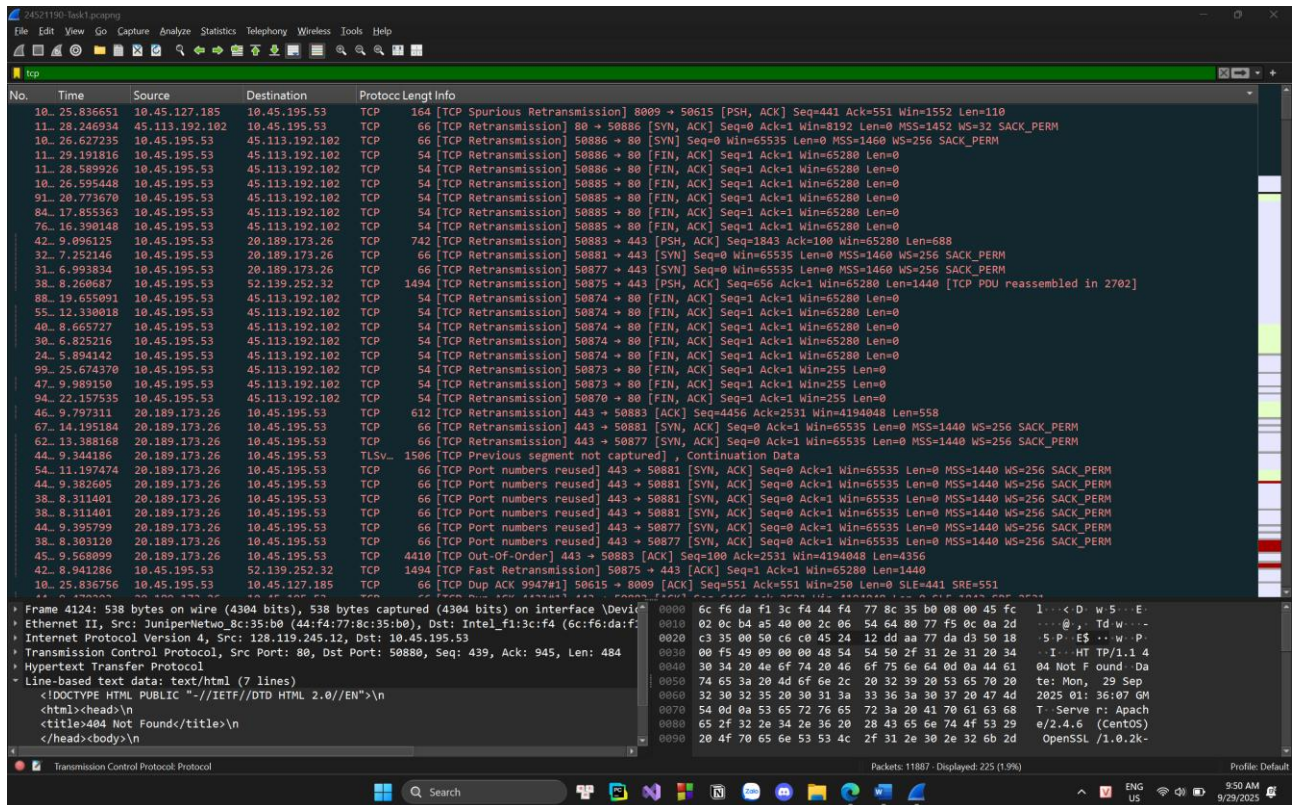 24521190-Task1.pcapng
File Edit View Go Capture Analyze Statistics Telephony Wireless Tools Help
tcp
No. Time Source Destination Protocc Lengt Info
10… 25.836651 10.45.127.185 10.45.195.53 TCP 164 [TCP Spurious Retransmission] 8009 → 50615 [PSH, ACK] Seq=441 Ack=551 Win=1552 Len=110
11… 28.246934 45.113.192.102 10.45.195.53 TCP 66 [TCP Retransmission] 80 → 50886 [SYN, ACK] Seq=0 Ack=1 Win=8192 Len=0 MSS=1452 WS=32 SACK_PERM
10… 26.627235 10.45.195.53 45.113.192.102 TCP 66 [TCP Retransmission] 50886 → 80 [SYN] Seq=0 Win=65535 Len=0 MSS=1460 WS=256 SACK_PERM
11… 29.191816 10.45.195.53 45.113.192.102 TCP 54 [TCP Retransmission] 50886 → 80 [FIN, ACK] Seq=1 Ack=1 Win=65280 Len=0
11… 28.589926 10.45.195.53 45.113.192.102 TCP 54 [TCP Retransmission] 50886 → 80 [FIN, ACK] Seq=1 Ack=1 Win=65280 Len=0
10… 26.595448 10.45.195.53 45.113.192.102 TCP 54 [TCP Retransmission] 50885 → 80 [FIN, ACK] Seq=1 Ack=1 Win=65280 Len=0
91… 20.773670 10.45.195.53 45.113.192.102 TCP 54 [TCP Retransmission] 50885 → 80 [FIN, ACK] Seq=1 Ack=1 Win=65280 Len=0
84… 17.855363 10.45.195.53 45.113.192.102 TCP 54 [TCP Retransmission] 50885 → 80 [FIN, ACK] Seq=1 Ack=1 Win=65280 Len=0
76… 16.390148 10.45.195.53 45.113.192.102 TCP 54 [TCP Retransmission] 50885 → 80 [FIN, ACK] Seq=1 Ack=1 Win=65280 Len=0
42… 9.096125 10.45.195.53 20.189.173.26 TCP 742 [TCP Retransmission] 50883 → 443 [PSH, ACK] Seq=1843 Ack=100 Win=65280 Len=688
32… 7.252146 10.45.195.53 20.189.173.26 TCP 66 [TCP Retransmission] 50881 → 443 [SYN] Seq=0 Win=65535 Len=0 MSS=1460 WS=256 SACK_PERM
31… 6.993834 10.45.195.53 20.189.173.26 TCP 66 [TCP Retransmission] 50877 → 443 [SYN] Seq=0 Win=65535 Len=0 MSS=1460 WS=256 SACK_PERM
38… 8.260687 10.45.195.53 52.139.252.32 TCP 1494 [TCP Retransmission] 50875 → 443 [PSH, ACK] Seq=656 Ack=1 Win=65280 Len=1440 [TCP PDU reassembled in 2702]
88… 19.655091 10.45.195.53 45.113.192.102 TCP 54 [TCP Retransmission] 50874 → 80 [FIN, ACK] Seq=1 Ack=1 Win=65280 Len=0
55… 12.330018 10.45.195.53 45.113.192.102 TCP 54 [TCP Retransmission] 50874 → 80 [FIN, ACK] Seq=1 Ack=1 Win=65280 Len=0
40… 8.665727 10.45.195.53 45.113.192.102 TCP 54 [TCP Retransmission] 50874 → 80 [FIN, ACK] Seq=1 Ack=1 Win=65280 Len=0
30… 6.825216 10.45.195.53 45.113.192.102 TCP 54 [TCP Retransmission] 50874 → 80 [FIN, ACK] Seq=1 Ack=1 Win=65280 Len=0
24… 5.894142 10.45.195.53 45.113.192.102 TCP 54 [TCP Retransmission] 50874 → 80 [FIN, ACK] Seq=1 Ack=1 Win=65280 Len=0
99… 25.674370 10.45.195.53 45.113.192.102 TCP 54 [TCP Retransmission] 50873 → 80 [FIN, ACK] Seq=1 Ack=1 Win=255 Len=0
47… 9.989150 10.45.195.53 45.113.192.102 TCP 54 [TCP Retransmission] 50873 → 80 [FIN, ACK] Seq=1 Ack=1 Win=255 Len=0
94… 22.157535 10.45.195.53 45.113.192.102 TCP 54 [TCP Retransmission] 50870 → 80 [FIN, ACK] Seq=1 Ack=1 Win=255 Len=0
46… 9.797311 20.189.173.26 10.45.195.53 TCP 612 [TCP Retransmission] 443 → 50883 [ACK] Seq=4456 Ack=2531 Win=4194048 Len=558
67… 14.195184 20.189.173.26 10.45.195.53 TCP 66 [TCP Retransmission] 443 → 50881 [SYN, ACK] Seq=0 Ack=1 Win=65535 Len=0 MSS=1440 WS=256 SACK_PERM
62… 13.388168 20.189.173.26 10.45.195.53 TCP 66 [TCP Retransmission] 443 → 50877 [SYN, ACK] Seq=0 Ack=1 Win=65535 Len=0 MSS=1440 WS=256 SACK_PERM
44… 9.344186 20.189.173.26 10.45.195.53 TLSv… 1506 [TCP Previous segment not captured] , Continuation Data
54… 11.197474 20.189.173.26 10.45.195.53 TCP 66 [TCP Port numbers reused] 443 → 50881 [SYN, ACK] Seq=0 Ack=1 Win=65535 Len=0 MSS=1440 WS=256 SACK_PERM
44… 9.382605 20.189.173.26 10.45.195.53 TCP 66 [TCP Port numbers reused] 443 → 50881 [SYN, ACK] Seq=0 Ack=1 Win=65535 Len=0 MSS=1440 WS=256 SACK_PERM
38… 8.311401 20.189.173.26 10.45.195.53 TCP 66 [TCP Port numbers reused] 443 → 50881 [SYN, ACK] Seq=0 Ack=1 Win=65535 Len=0 MSS=1440 WS=256 SACK_PERM
38… 8.311401 20.189.173.26 10.45.195.53 TCP 66 [TCP Port numbers reused] 443 → 50881 [SYN, ACK] Seq=0 Ack=1 Win=65535 Len=0 MSS=1440 WS=256 SACK_PERM
44… 9.395799 20.189.173.26 10.45.195.53 TCP 66 [TCP Port numbers reused] 443 → 50877 [SYN, ACK] Seq=0 Ack=1 Win=65535 Len=0 MSS=1440 WS=256 SACK_PERM
38… 8.303120 20.189.173.26 10.45.195.53 TCP 66 [TCP Port numbers reused] 443 → 50877 [SYN, ACK] Seq=0 Ack=1 Win=65535 Len=0 MSS=1440 WS=256 SACK_PERM
45… 9.568099 20.189.173.26 10.45.195.53 TCP 4410 [TCP Out-Of-Order] 443 → 50883 [ACK] Seq=100 Ack=2531 Win=4194048 Len=4356
42… 8.941286 10.45.195.53 52.139.252.32 TCP 1494 [TCP Fast Retransmission] 50875 → 443 [ACK] Seq=1 Ack=1 Win=65280 Len=1440
10… 25.836756 10.45.195.53 10.45.127.185 TCP 66 [TCP Dup ACK 9947#1] 50615 → 8009 [ACK] Seq=551 Ack=551 Win=250 Len=0 SLE=441 SRE=551
Frame 4124: 538 bytes on wire (4304 bits), 538 bytes captured (4304 bits) on interface \Devic
Ethernet II, Src: JuniperNetwo_8c:35:b0 (44:f4:77:8c:35:b0), Dst: Intel_f1:3c:f4 (6c:f6:da:f1
Internet Protocol Version 4, Src: 128.119.245.12, Dst: 10.45.195.53
Transmission Control Protocol, Src Port: 80, Dst Port: 50880, Seq: 439, Ack: 945, Len: 484
Hypertext Transfer Protocol
Line-based text data: text/html (7 lines)
<!DOCTYPE HTML PUBLIC "-//IETF//DTD HTML 2.0//EN">\n
<html><head>\n
<title>404 Not Found</title>\n
</head><body>\n
0000 6c f6 da f1 3c f4 44 f4 77 8c 35 b0 08 00 45 fc l···<·D· w·5···E·
0010 02 0c b4 a5 40 00 2c 06 54 64 80 77 f5 0c 0a 2d ····@·,· Td·w···-
0020 c3 35 00 50 c6 c0 45 24 12 dd aa 77 da d3 50 18 ·5·P··E$ ···w··P·
0030 00 f5 49 09 00 00 48 54 54 50 2f 31 2e 31 20 34 ··I···HT TP/1.1 4
0040 30 34 20 4e 6f 74 20 46 6f 75 6e 64 0d 0a 44 61 04 Not F ound··Da
0050 74 65 3a 20 4d 6f 6e 2c 20 32 39 20 53 65 70 20 te: Mon, 29 Sep
0060 32 30 32 35 20 30 31 3a 33 36 3a 30 37 20 47 4d 2025 01: 36:07 GM
0070 54 0d 0a 53 65 72 76 65 72 3a 20 41 70 61 63 68 T··Serve r: Apach
0080 65 2f 32 2e 34 2e 36 20 28 43 65 6e 74 4f 53 29 e/2.4.6 (CentOS)
0090 20 4f 70 65 6e 53 53 4c 2f 31 2e 30 2e 32 6b 2d OpenSSL /1.0.2k-
Transmission Control Protocol: Protocol
Packets: 11887 · Displayed: 225 (1.9%)
Profile: Default
Search
Zalo
ENG
US
9:50 AM
9/29/2025